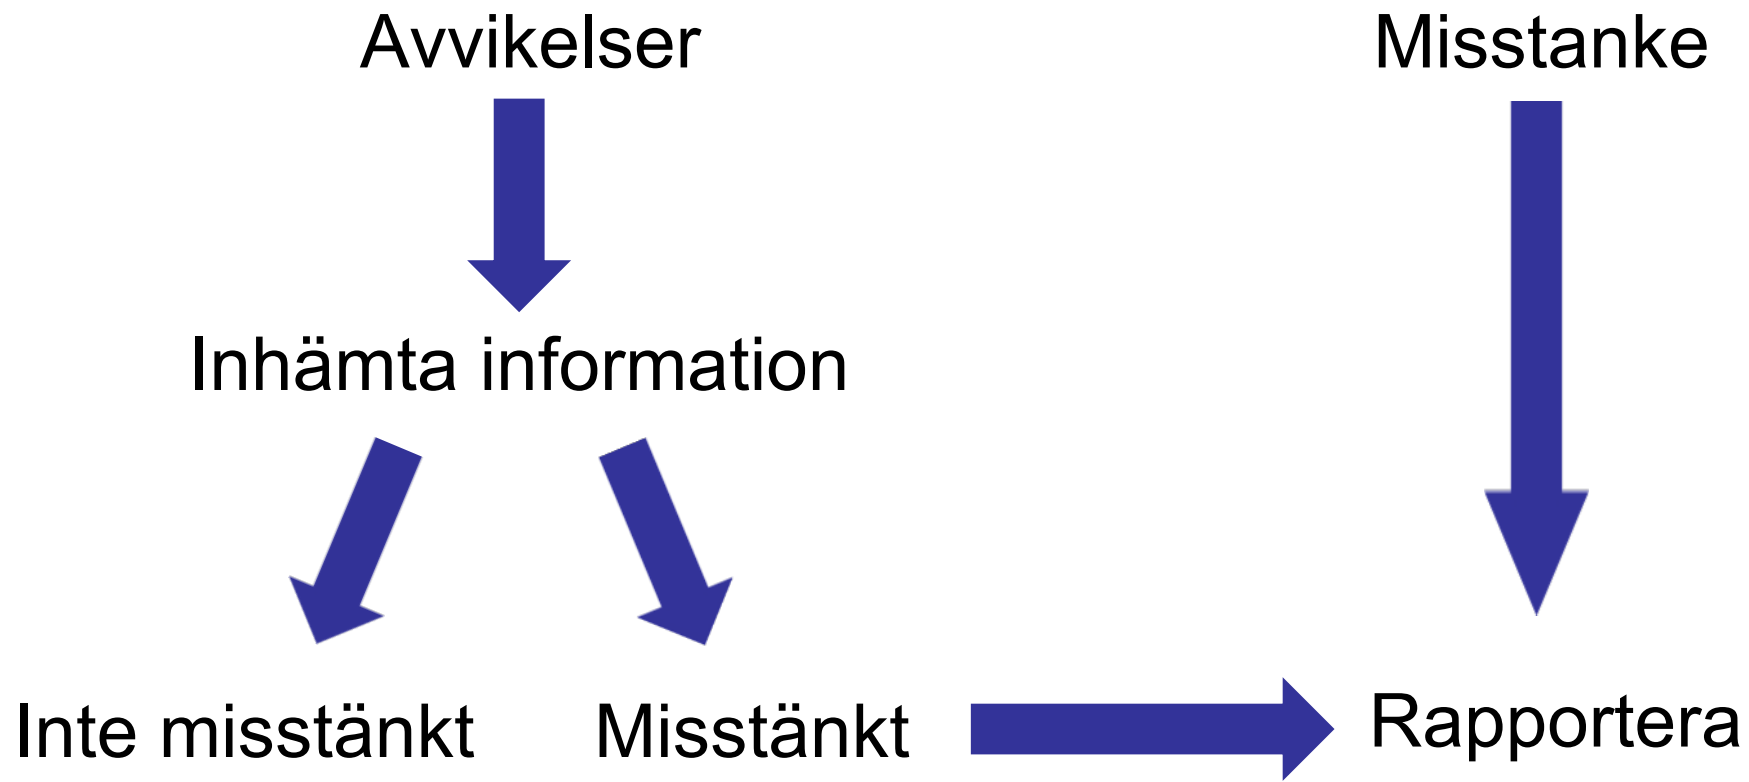 Avvikelser
Misstanke
Inhämta information
Inte misstänkt
Misstänkt
Rapportera